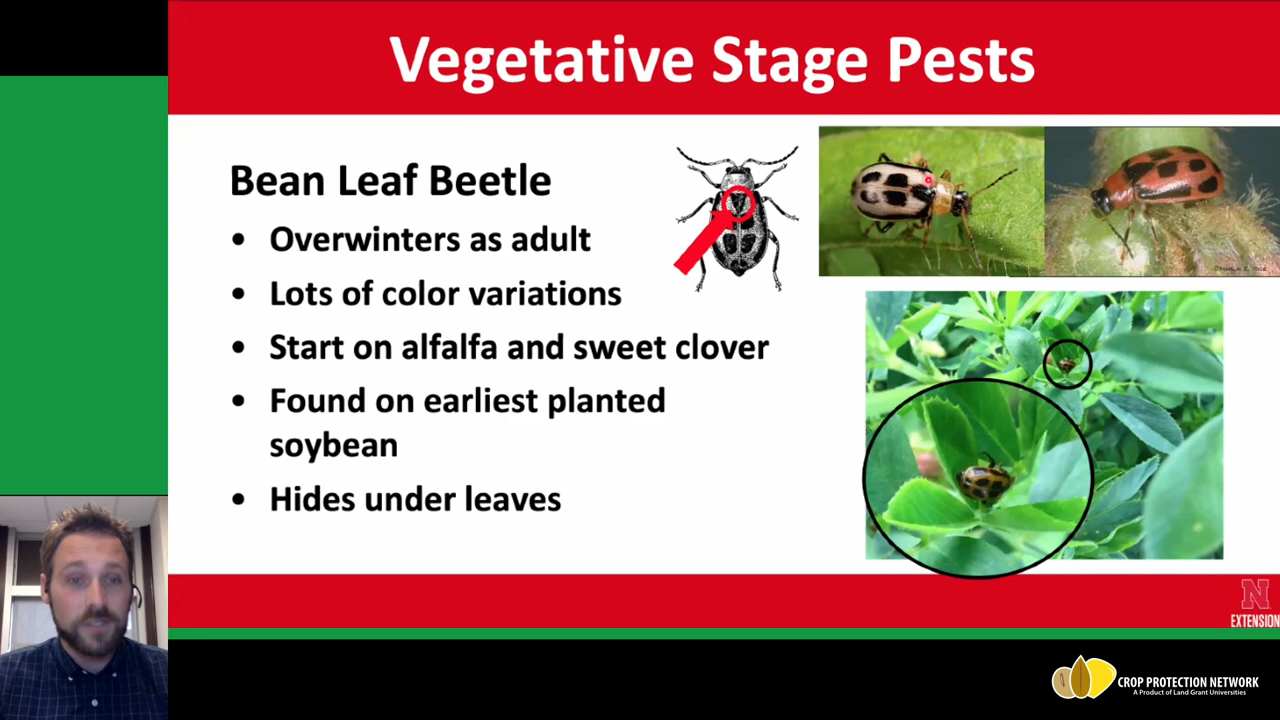 Vegetative Stage Pests
Bean Leaf Beetle
• Overwinters as adult
• Lots of color variations
• Start on alfalfa and sweet clover
• Found on earliest planted
soybean
• Hides under leaves
N
EXTENSION
CROP PROTECTION NETWORK
A Product of Land Grant Universities